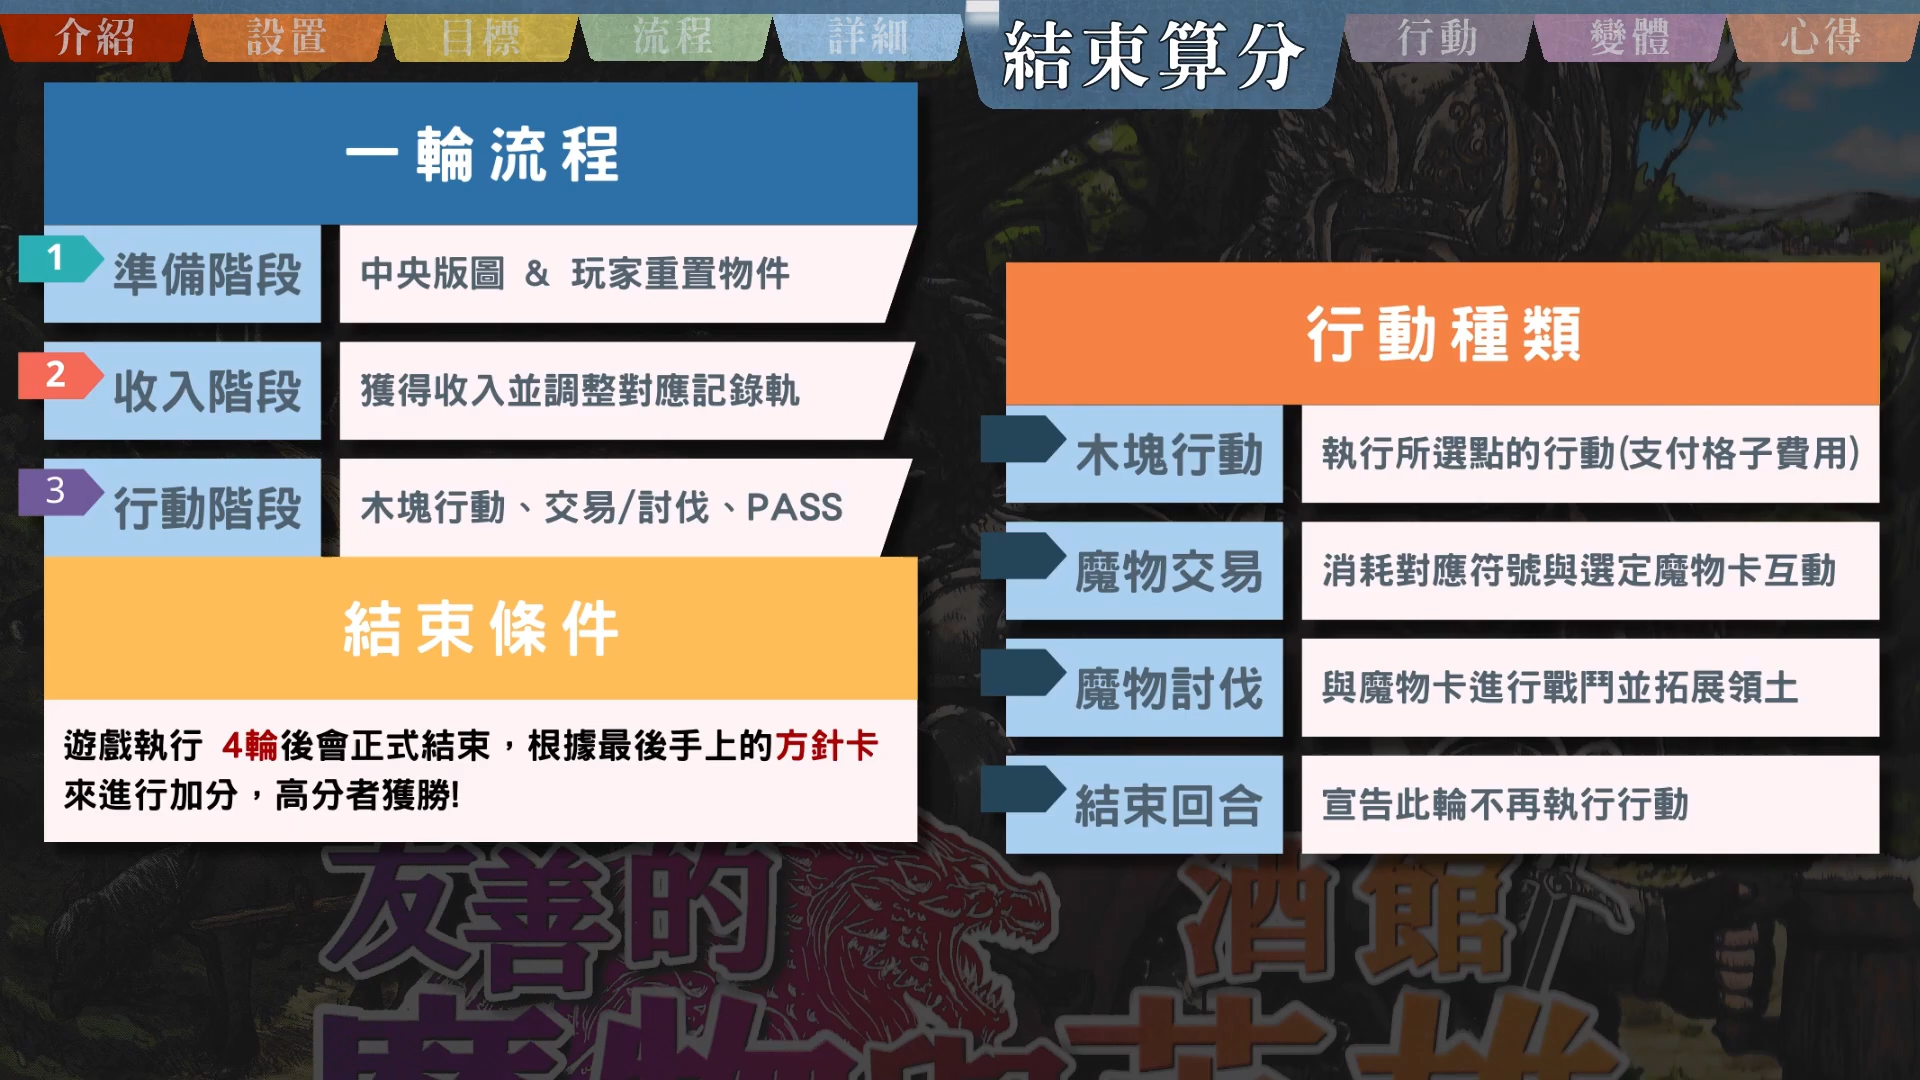 介紹
設置
目標
流程
詳細
結束算分
行動
變體
心得
一輪流程
1
準備階段
中央版圖 & 玩家重置物件
2
收入階段
獲得收入並調整對應記錄軌
3
行動階段
木塊行動、交易/討伐、PASS
結束條件
遊戲執行 4輪後會正式結束，根據最後手上的方針卡
來進行加分，高分者獲勝!
行動種類
木塊行動
執行所選點的行動(支付格子費用)
魔物交易
消耗對應符號與選定魔物卡互動
魔物討伐
與魔物卡進行戰鬥並拓展領土
結束回合
宣告此輪不再執行行動
友善的
酒館